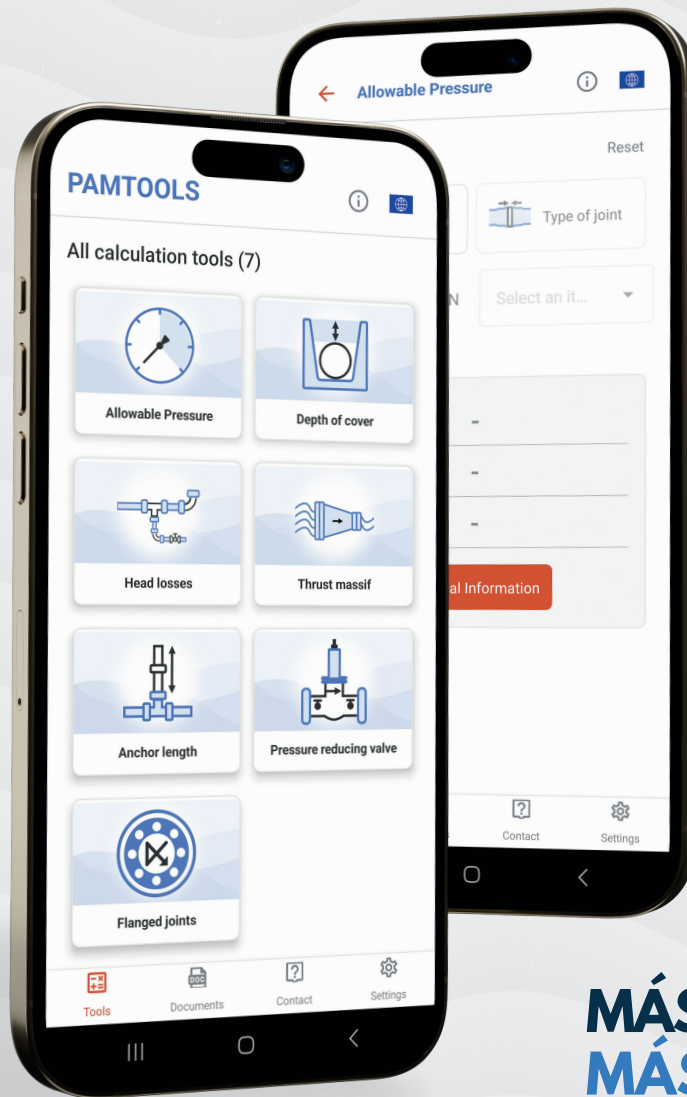 PAMTOOLS
All calculation tools (7)
Allowable Pressure
Depth of cover
Head losses
Thrust massif
Anchor length
Pressure reducing valve
Flanged joints
DOC
Tools
Documents
Contact
Settings
Allowable Pressure
Reset
Type of joint
Select an it...
al Information
Contact
Settings
MÁS
MÁS